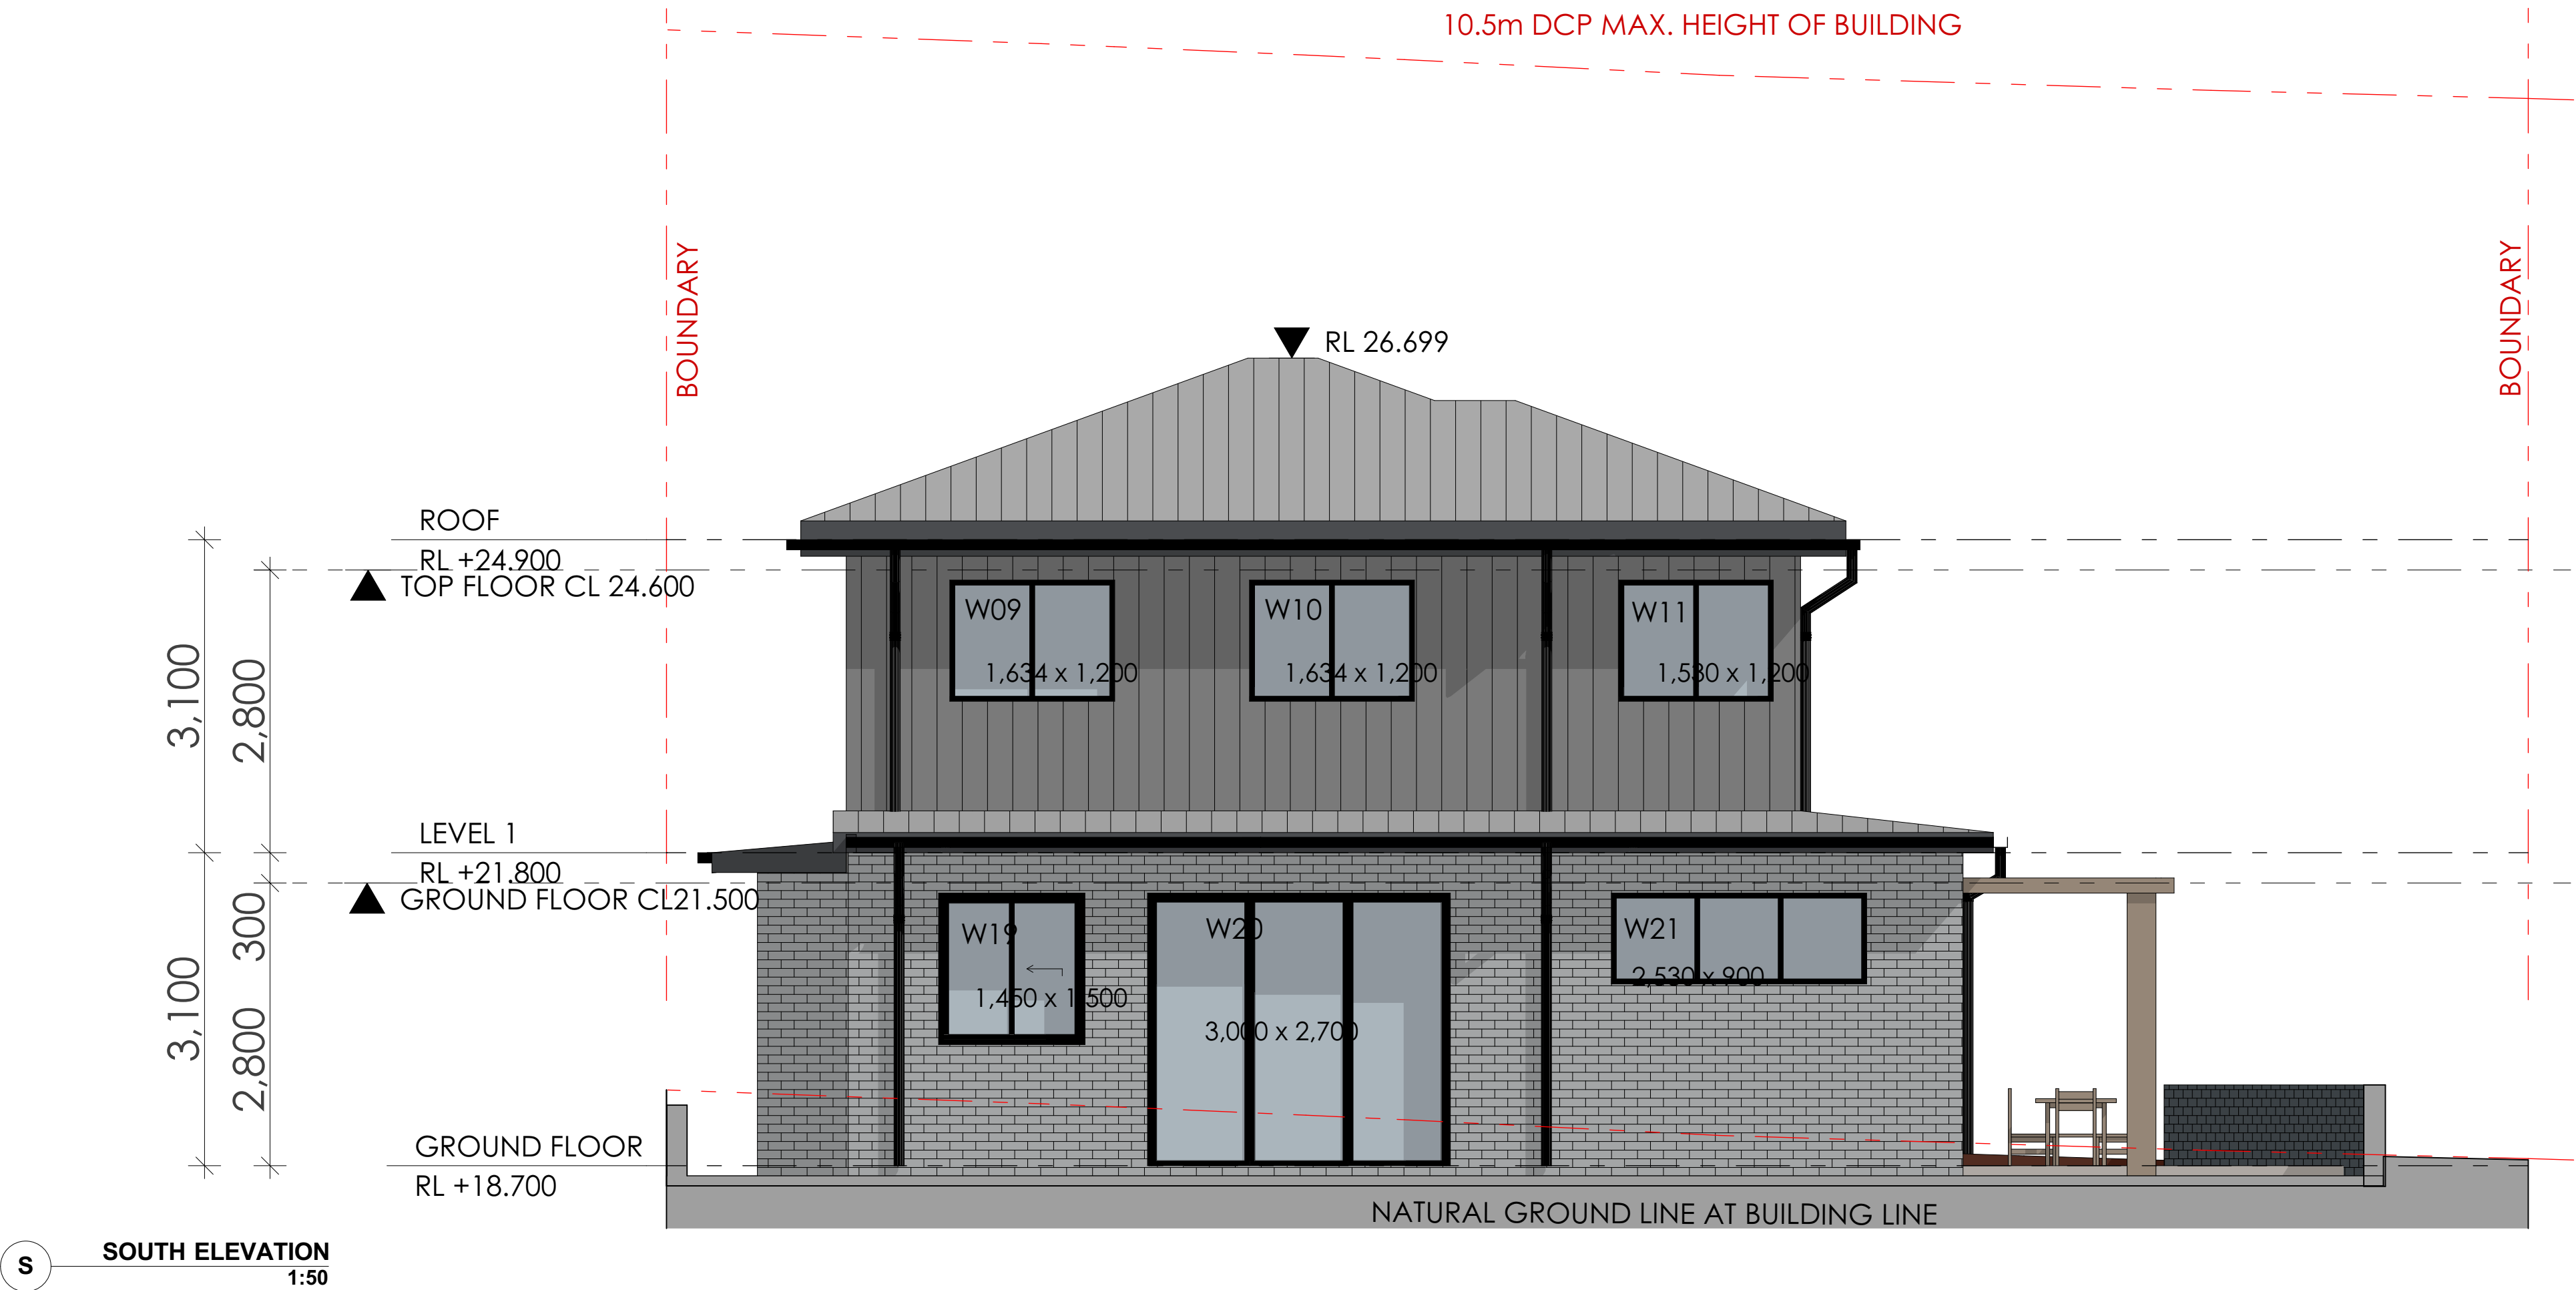 10.5m DCP MAX. HEIGHT OF BUILDING
BOUNDARY
BOUNDARY
RL 26.699
ROOF
RL +24.900
TOP FLOOR CL 24.600
W09
W10
W11
1,634 x 1,200
1,634 x 1,200
1,530 x 1,200
3,100
2,800
LEVEL 1
RL +21.800
GROUND FLOOR CL21.500
300
W19
W20
W21
2,530 x 900
1,450 x 1,500
3,000 x 2,700
3,100
2,800
GROUND FLOOR
RL +18.700
NATURAL GROUND LINE AT BUILDING LINE
S
SOUTH ELEVATION
1:50